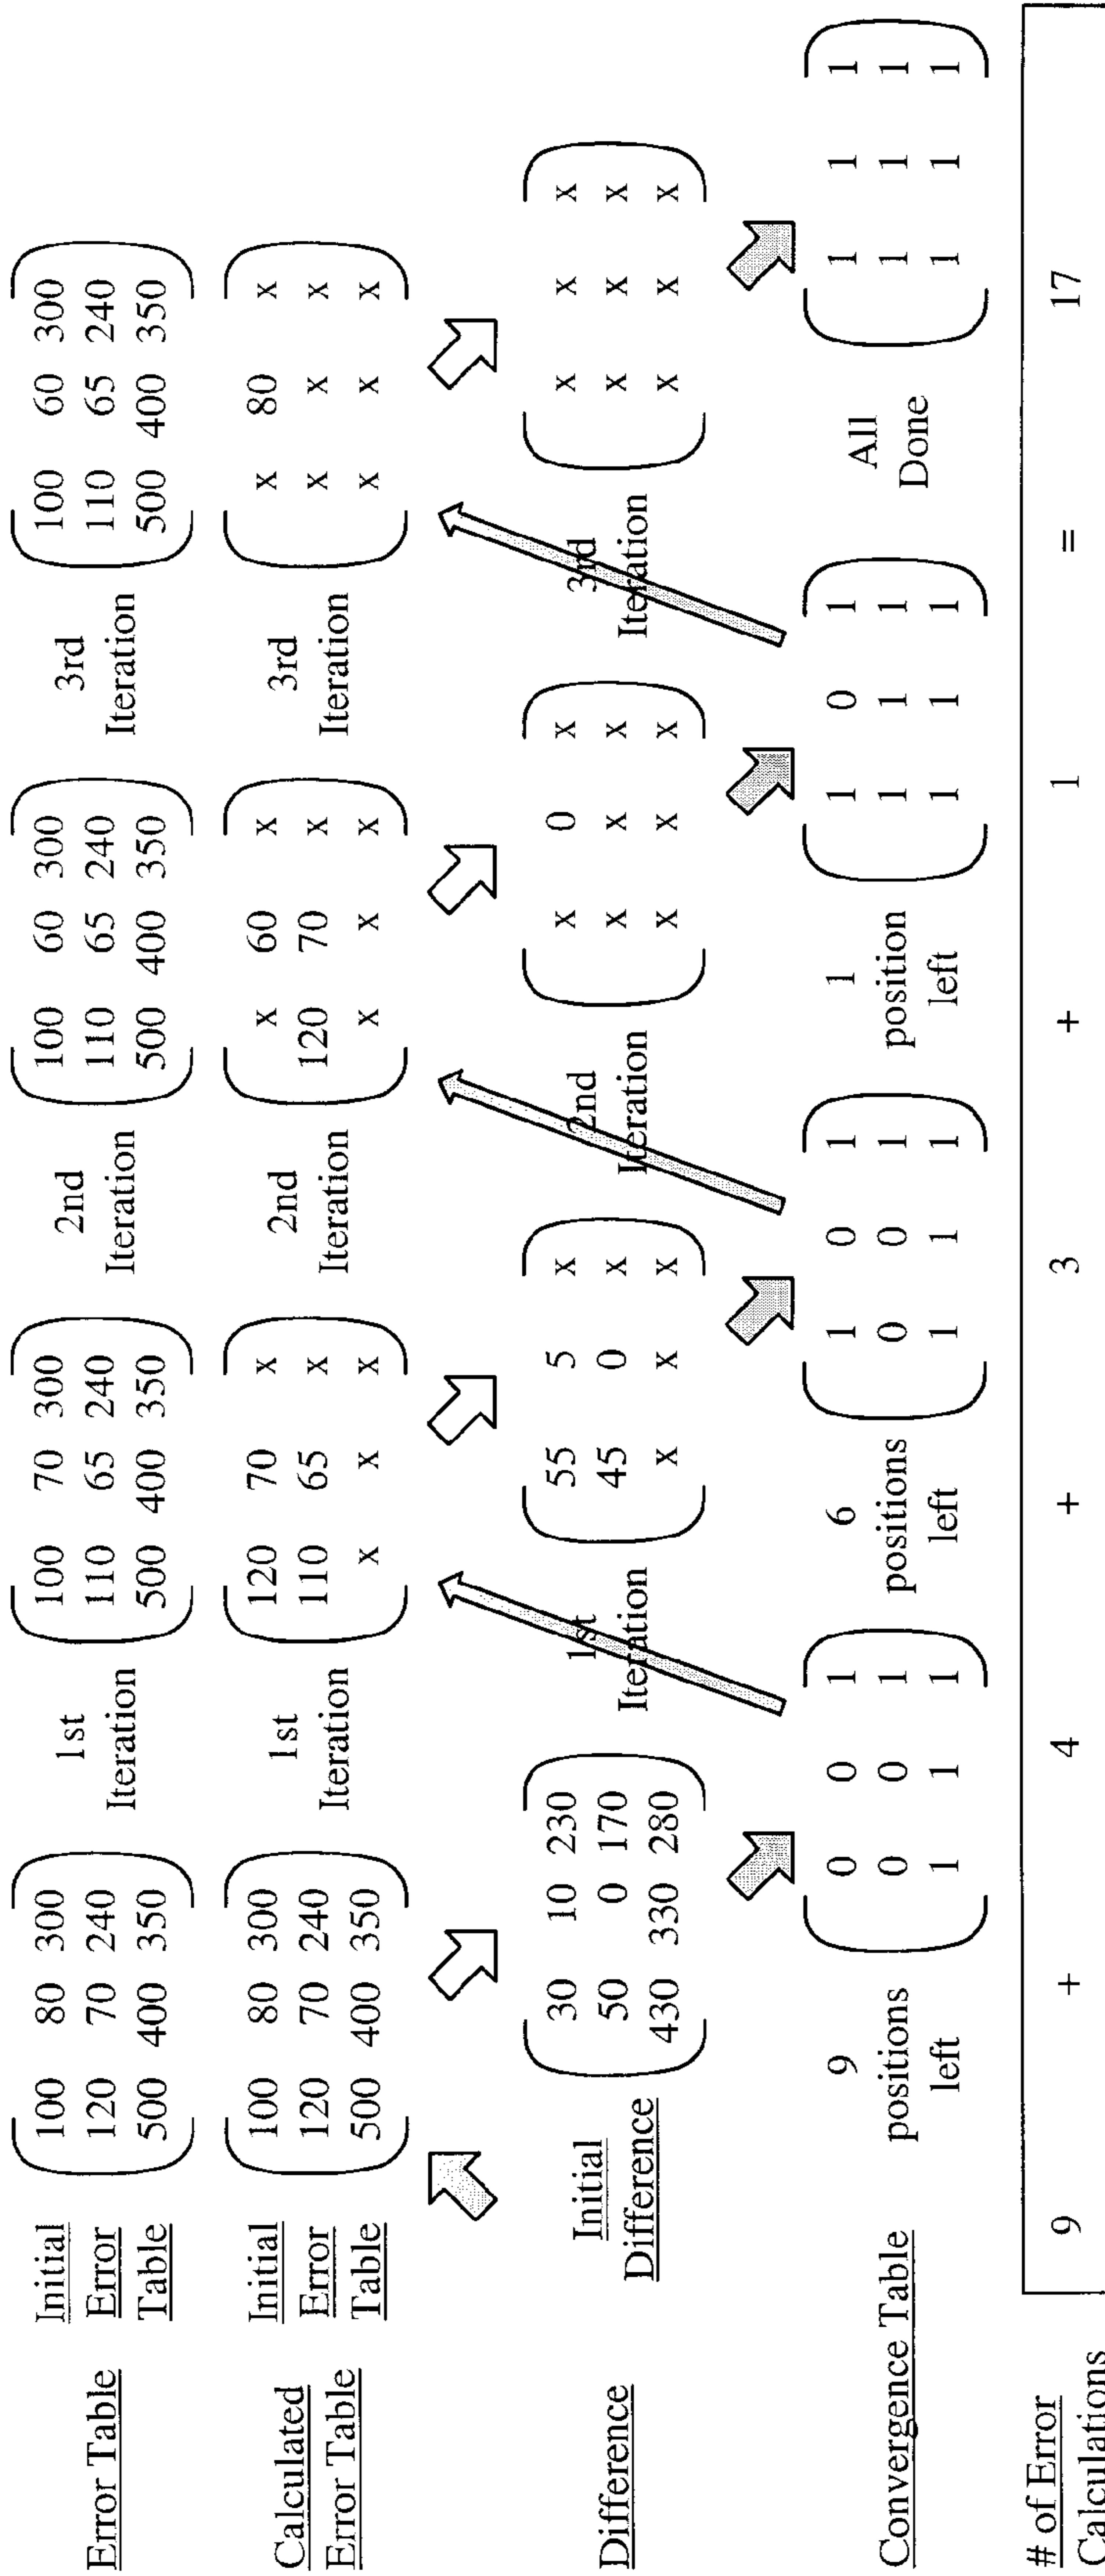 Error Table
Initial Error Table
100 80 300
120 70 240
500 400 350
1st Iteration
100 70 300
110 65 240
500 400 350
2nd Iteration
100 60 300
110 65 240
500 400 350
3rd Iteration
100 60 300
110 65 240
500 400 350
Calculated Error Table
Initial Error Table
100 80 300
120 70 240
500 400 350
1st Iteration
120 70 x
110 65 x
x x x
2nd Iteration
x 60 x
120 70 x
x x x
3rd Iteration
x 80 x
x x x
x x x
Difference
Initial Difference
30 10 230
50 0 170
430 330 280
1st Iteration
55 5 x
45 0 x
x x x
2nd Iteration
x 0 x
x x x
x x x
3rd Iteration
x x x
x x x
x x x
Convergence Table
9 positions left
0 0 1
0 0 1
1 1 1
6 positions left
1 0 1
0 0 1
1 1 1
1 position left
1 0 1
1 1 1
1 1 1
All Done
1 1 1
1 1 1
1 1 1
# of Error Calculations
9 + 4 + 3 + 1 = 17